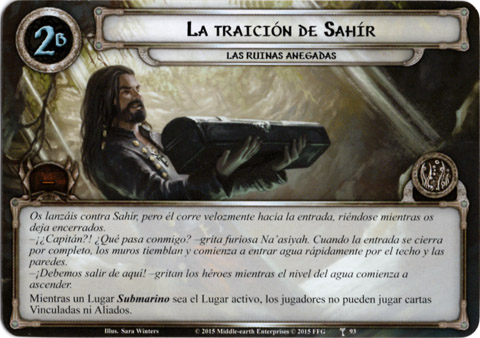 2B
La traición de Sahír
Las ruinas anegadas
Os lanzáis contra Sahír, pero él corre velozmente hacia la entrada, riéndose mientras os
deja encerrados.
–¡¿Capitán?! ¿Qué pasa conmigo? –grita furiosa Na'asiyah. Cuando la entrada se cierra
por completo, los muros tiemblan y comienza a entrar agua rápidamente por el techo y las
paredes.
–¡Debemos salir de aquí! –gritan los héroes mientras el nivel del agua comienza a
ascender.
Mientras un Lugar Submarino sea el Lugar activo, los jugadores no pueden jugar cartas
Vinculadas ni Aliados.
Illus. Sara Winters © 2015 Middle-earth Enterprises © 2015 FFG 93